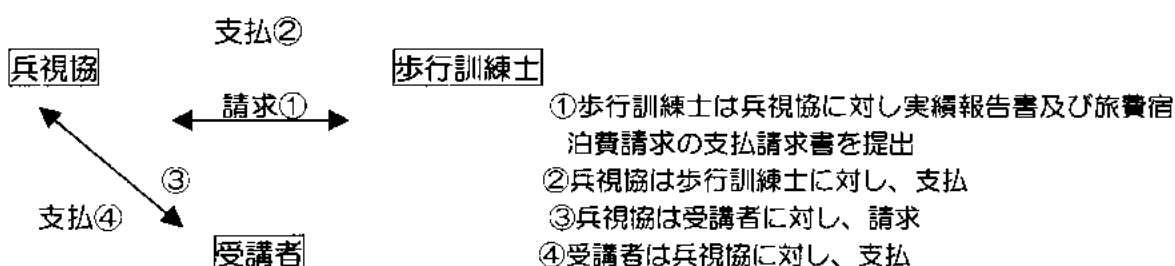 支払②
兵視協
歩行訓練士
請求①
①歩行訓練士は兵視協に対し実績報告書及び旅費宿
泊費請求の支払請求書を提出
③
②兵視協は歩行訓練士に対し、支払
支払④
③兵視協は受講者に対し、請求
受講者
④受講者は兵視協に対し、支払